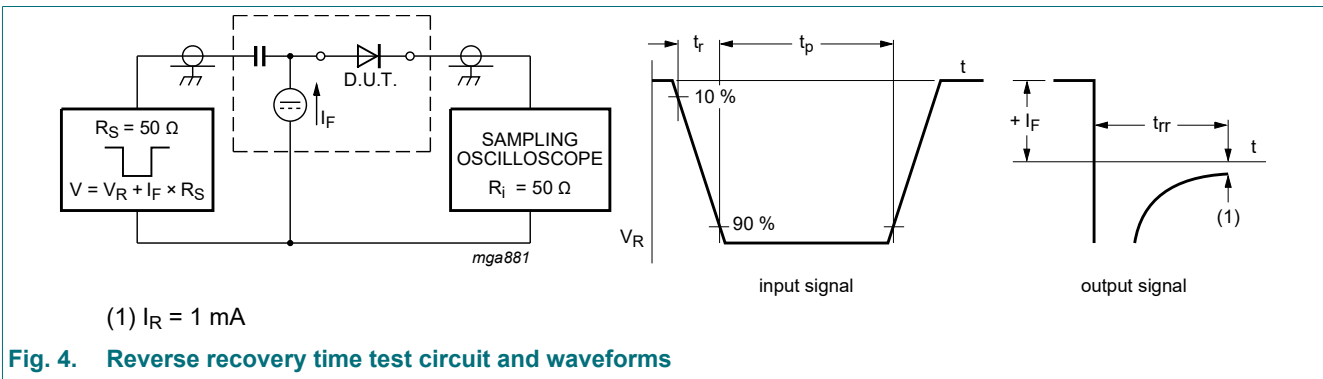 D.U.T.
I_F
R_S = 50 Ω
V = V_R + I_F × R_S
SAMPLING
OSCILLOSCOPE
R_i = 50 Ω
mga881
t_r
t_p
t
10 %
90 %
V_R
input signal
+ I_F
t_rr
t
(1)
output signal
(1) I_R = 1 mA
Fig. 4. Reverse recovery time test circuit and waveforms